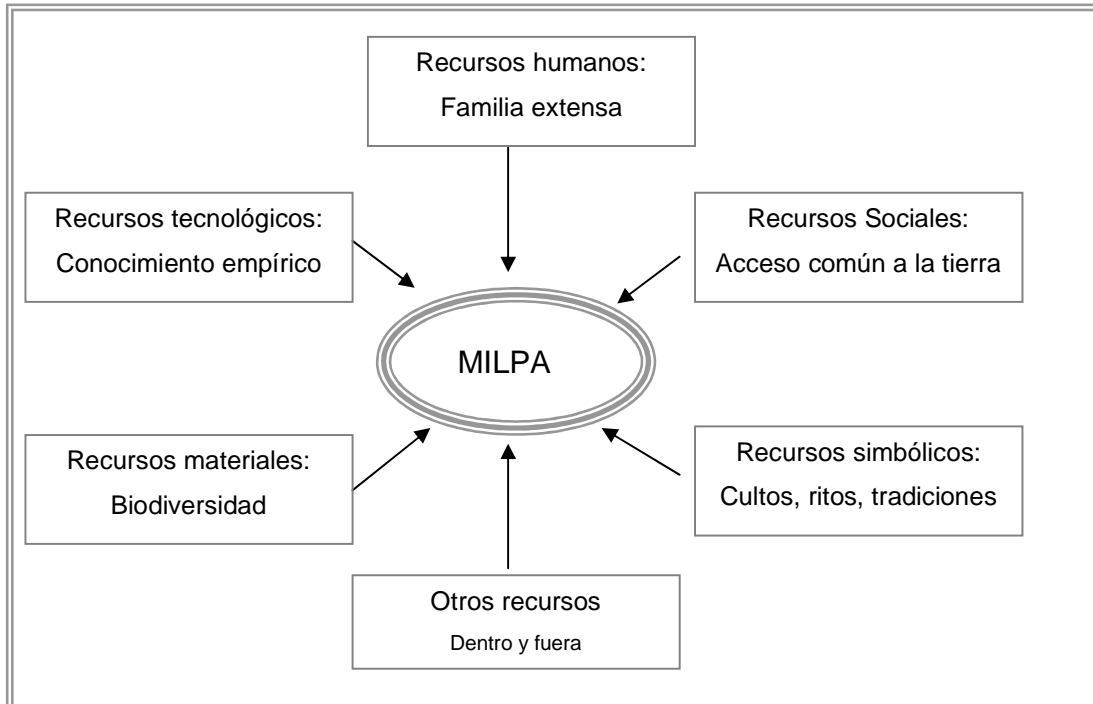 Recursos humanos:
Familia extensa
Recursos tecnológicos:
Conocimiento empírico
Recursos Sociales:
Acceso común a la tierra
MILPA
Recursos materiales:
Biodiversidad
Recursos simbólicos:
Cultos, ritos, tradiciones
Otros recursos
Dentro y fuera